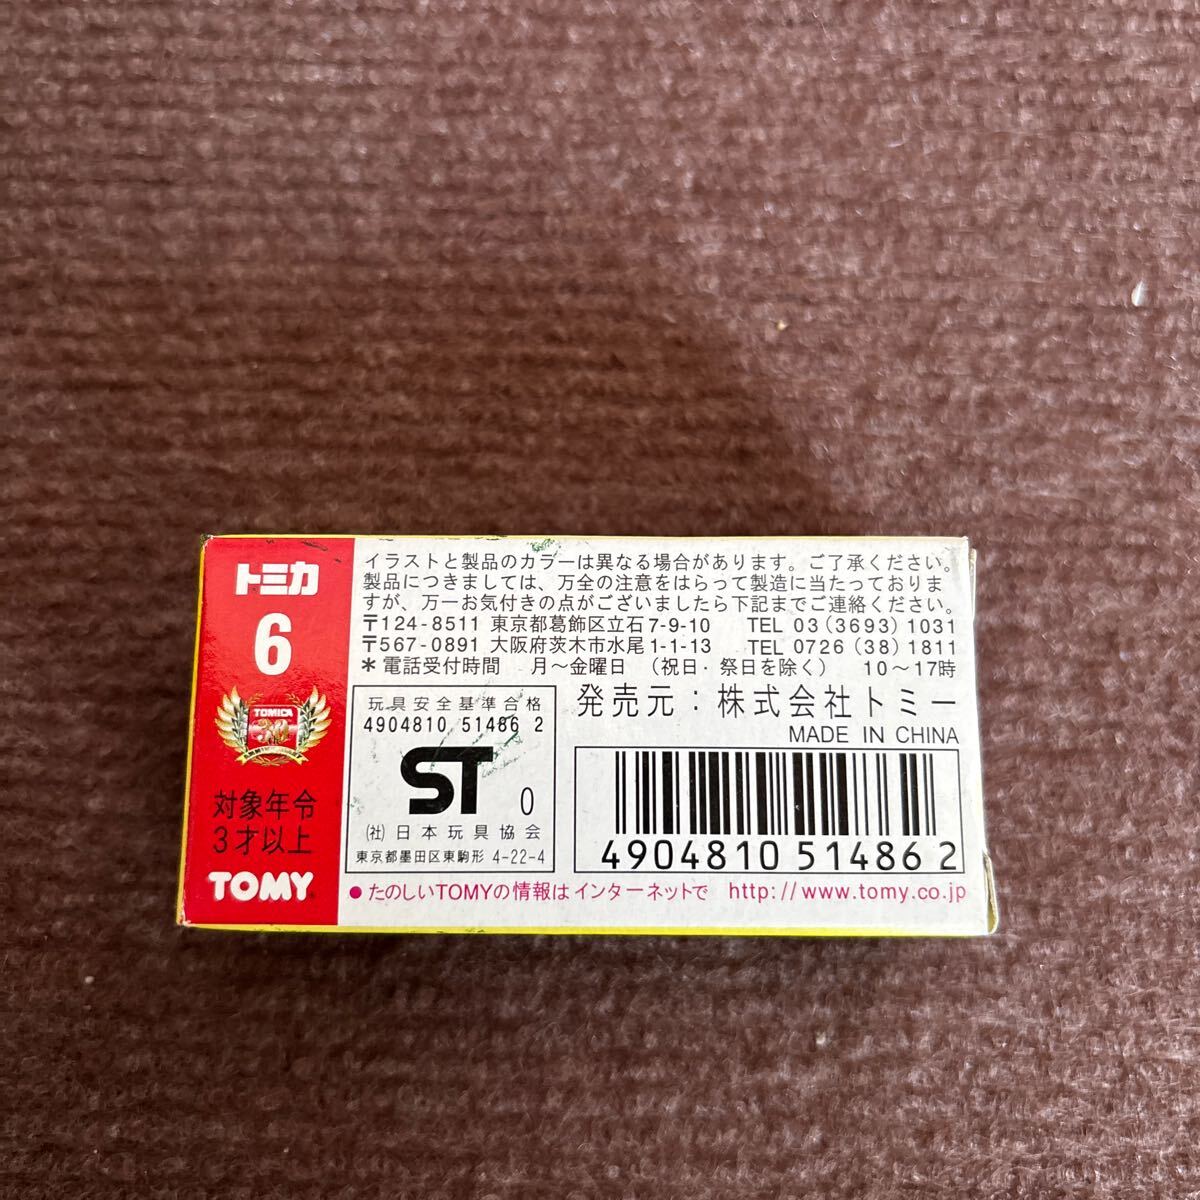 トミカ
6
TOMICA
30
対象年令
3才以上
TOMY
イラストと製品のカラーは異なる場合があります。ご了承ください。
製品につきましては、万全の注意をはらって製造に当たっておりま
すが、万一お気付きの点がございましたら下記までご連絡ください。
〒124-8511 東京都葛飾区立石7-9-10 TEL 03 (3693) 1031
〒567-0891 大阪府茨木市水尾1-1-13 TEL 0726 (38) 1811
＊電話受付時間 月～金曜日 (祝日・祭日を除く) 10～17時
玩具安全基準合格
4904810 51486 2
ST 0
(社) 日本玩具協会
東京都墨田区東駒形 4-22-4
発売元：株式会社トミー
MADE IN CHINA
4904810514862
●たのしいTOMYの情報はインターネットで http://www.tomy.co.jp